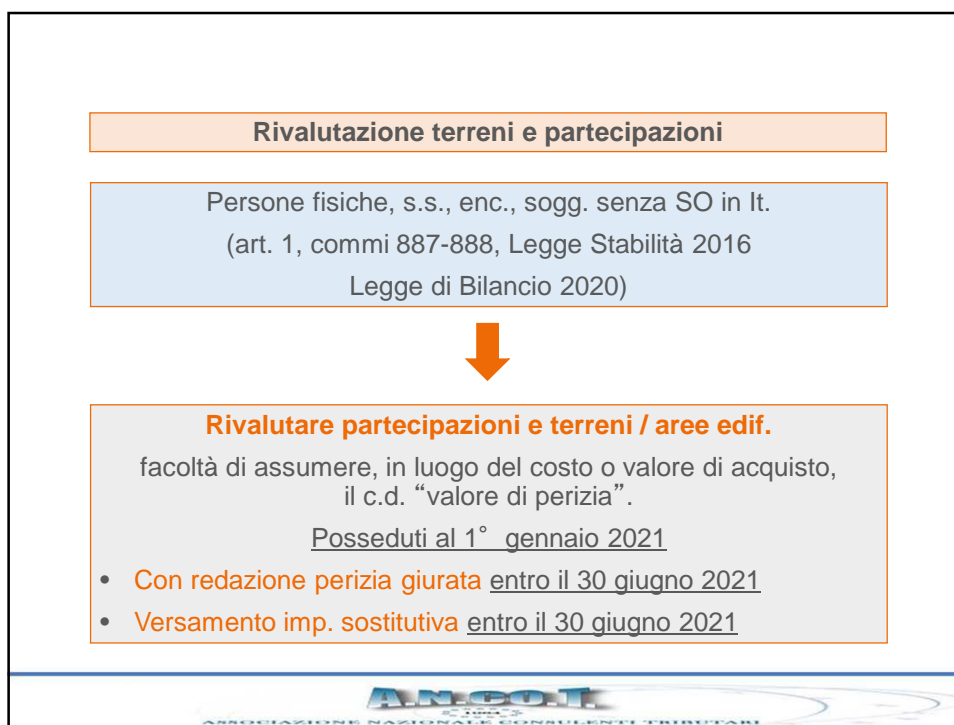 Rivalutazione terreni e partecipazioni
Persone fisiche, s.s., enc., sogg. senza SO in It.
(art. 1, commi 887-888, Legge Stabilità 2016
Legge di Bilancio 2020)
Rivalutare partecipazioni e terreni / aree edif.
facoltà di assumere, in luogo del costo o valore di acquisto,
il c.d. “valore di perizia”.
Posseduti al 1° gennaio 2021
• Con redazione perizia giurata entro il 30 giugno 2021
• Versamento imp. sostitutiva entro il 30 giugno 2021
A.N.CO.T.
1984
ASSOCIAZIONE NAZIONALE CONSULENTI TRIBUTARI